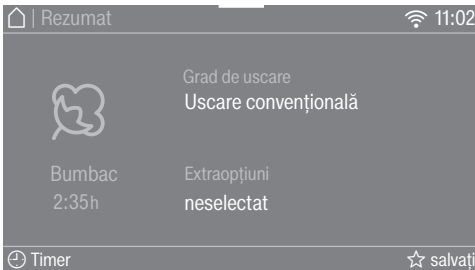 | Rezumat
11:02
Grad de uscare
Uscare convențională
Bumbac
2:35h
Extraopțiuni
neselectat
Timer
salvați